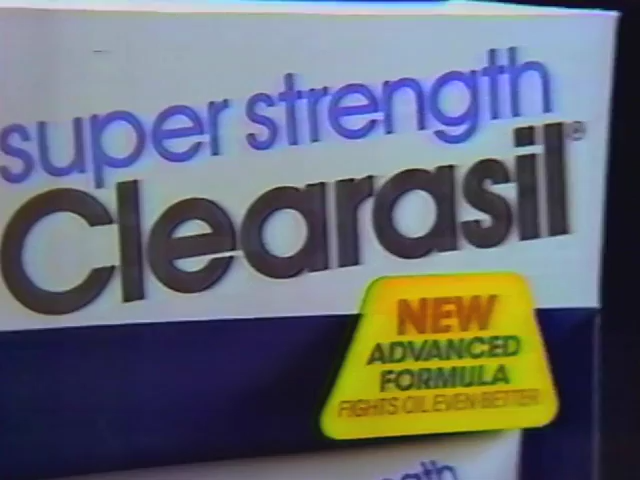 super strength
Clearasil®
NEW
ADVANCED
FORMULA
FIGHTS OIL EVEN BETTER